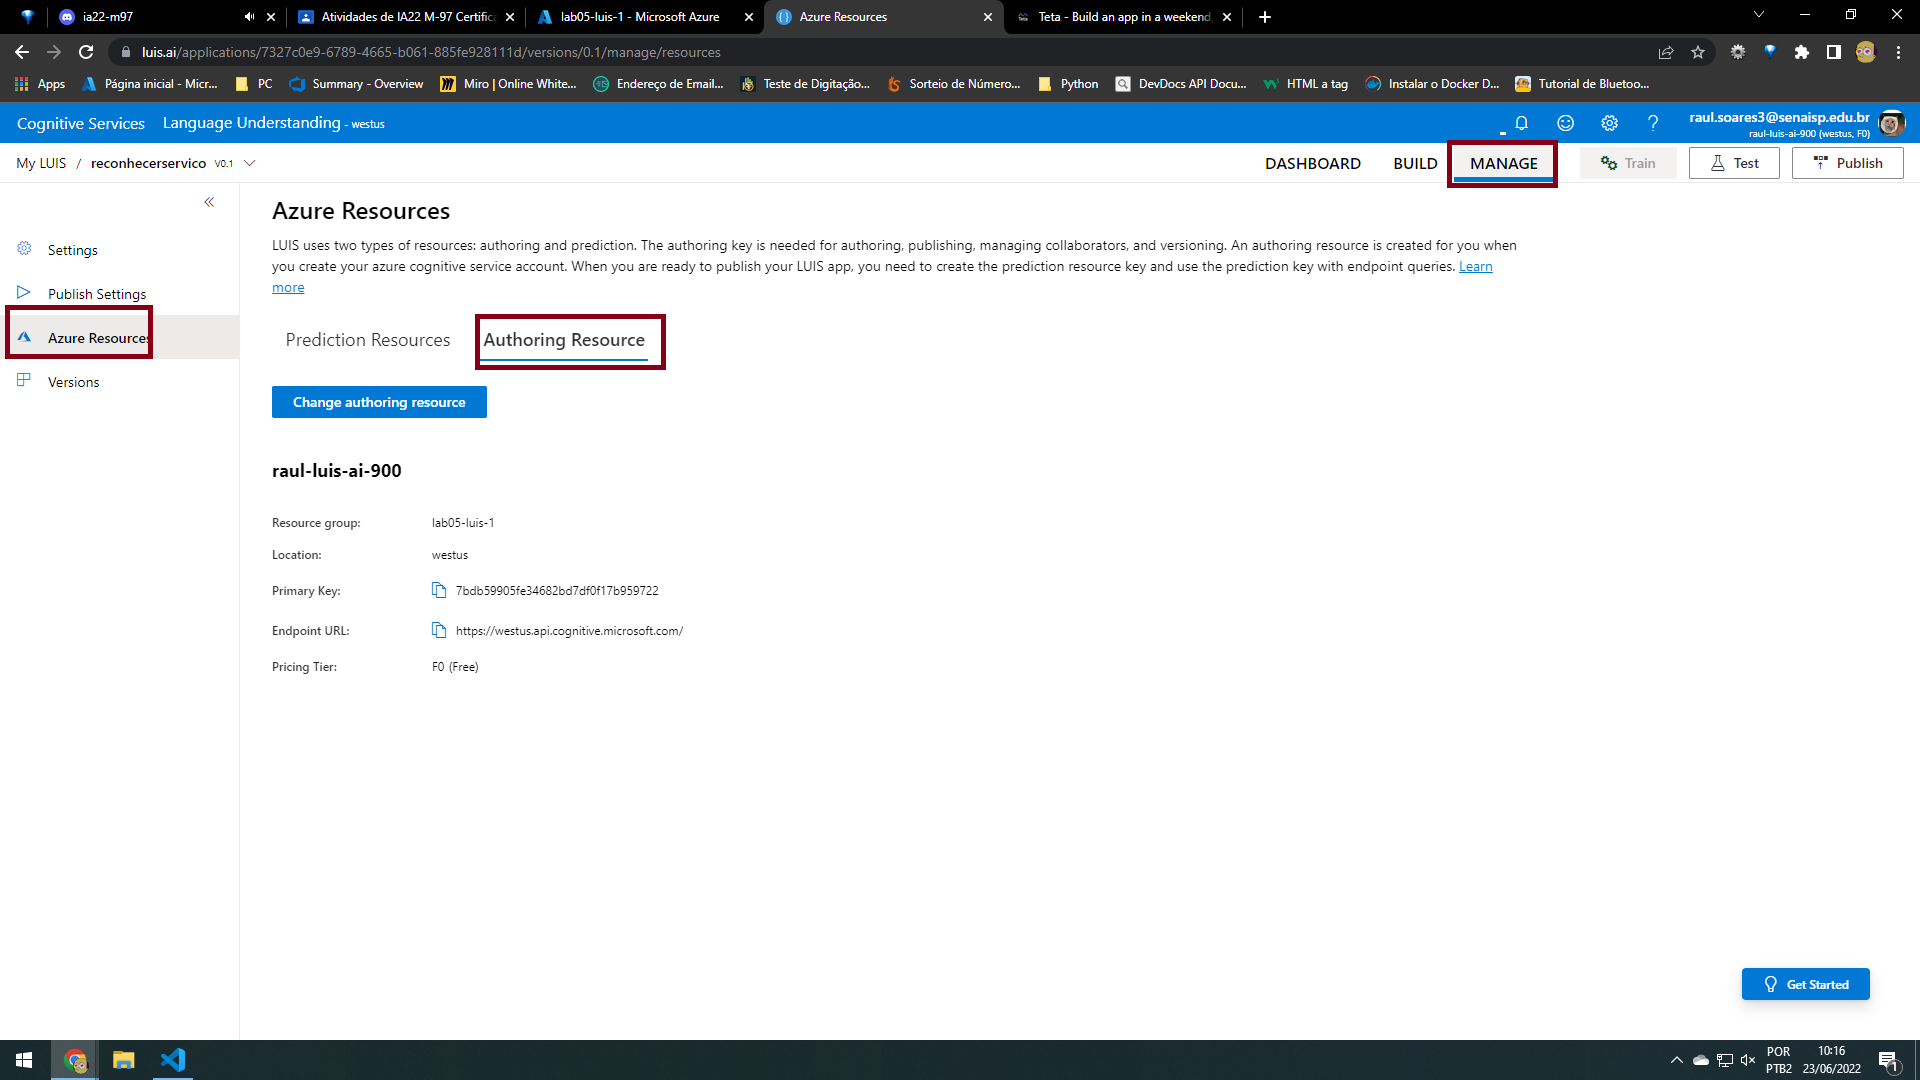 ia22-m97
Atividades de IA22 M-97 Certifica
lab05-luis-1 - Microsoft Azure
Azure Resources
Teta - Build an app in a weekend,
luis.ai/applications/7327c0e9-6789-4665-b061-885fe928111d/versions/0.1/manage/resources
Apps
Página inicial - Micr...
PC
Summary - Overview
Miro | Online White...
Endereço de Email...
Teste de Digitação...
Sorteio de Número...
Python
DevDocs API Docu...
HTML a tag
Instalar o Docker D...
Tutorial de Bluetoo...
Cognitive Services
Language Understanding - westus
raul.soares3@senaisp.edu.br
raul-luis-ai-900 (westus, F0)
My LUIS / reconhecerservico V0.1
DASHBOARD
BUILD
MANAGE
Train
Test
Publish
Settings
Publish Settings
Azure Resources
Versions
Azure Resources
LUIS uses two types of resources: authoring and prediction. The authoring key is needed for authoring, publishing, managing collaborators, and versioning. An authoring resource is created for you when
you create your azure cognitive service account. When you are ready to publish your LUIS app, you need to create the prediction resource key and use the prediction key with endpoint queries. Learn
more
Prediction Resources
Authoring Resource
Change authoring resource
raul-luis-ai-900
Resource group: lab05-luis-1
Location: westus
Primary Key: 7bdb59905fe34682bd7df0f17b959722
Endpoint URL: https://westus.api.cognitive.microsoft.com/
Pricing Tier: F0 (Free)
Get Started
POR
PTB2
10:16
23/06/2022
1